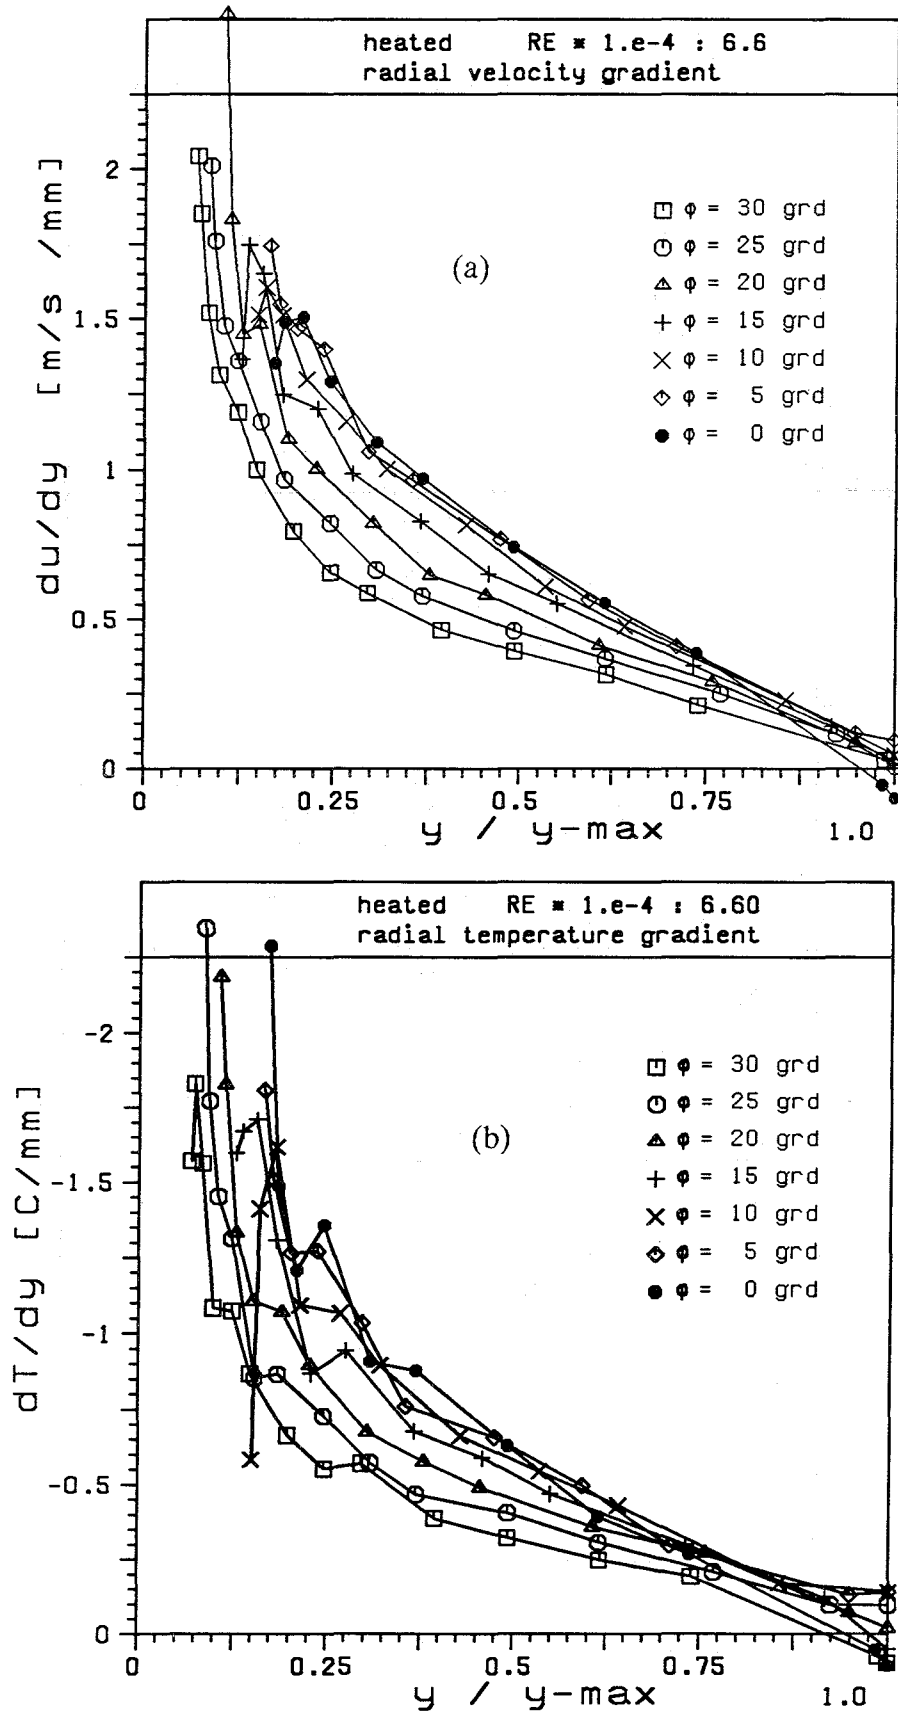 heated RE * 1.e-4 : 6.6
radial velocity gradient
du/dy [m/s /mm]
2
1.5
1
0.5
0
(a)
φ = 30 grd
φ = 25 grd
φ = 20 grd
φ = 15 grd
φ = 10 grd
φ = 5 grd
φ = 0 grd
0 0.25 0.5 0.75 1.0
y / y-max
heated RE * 1.e-4 : 6.60
radial temperature gradient
dT/dy [C/mm]
-2
-1.5
-1
-0.5
0
(b)
φ = 30 grd
φ = 25 grd
φ = 20 grd
φ = 15 grd
φ = 10 grd
φ = 5 grd
φ = 0 grd
0 0.25 0.5 0.75 1.0
y / y-max